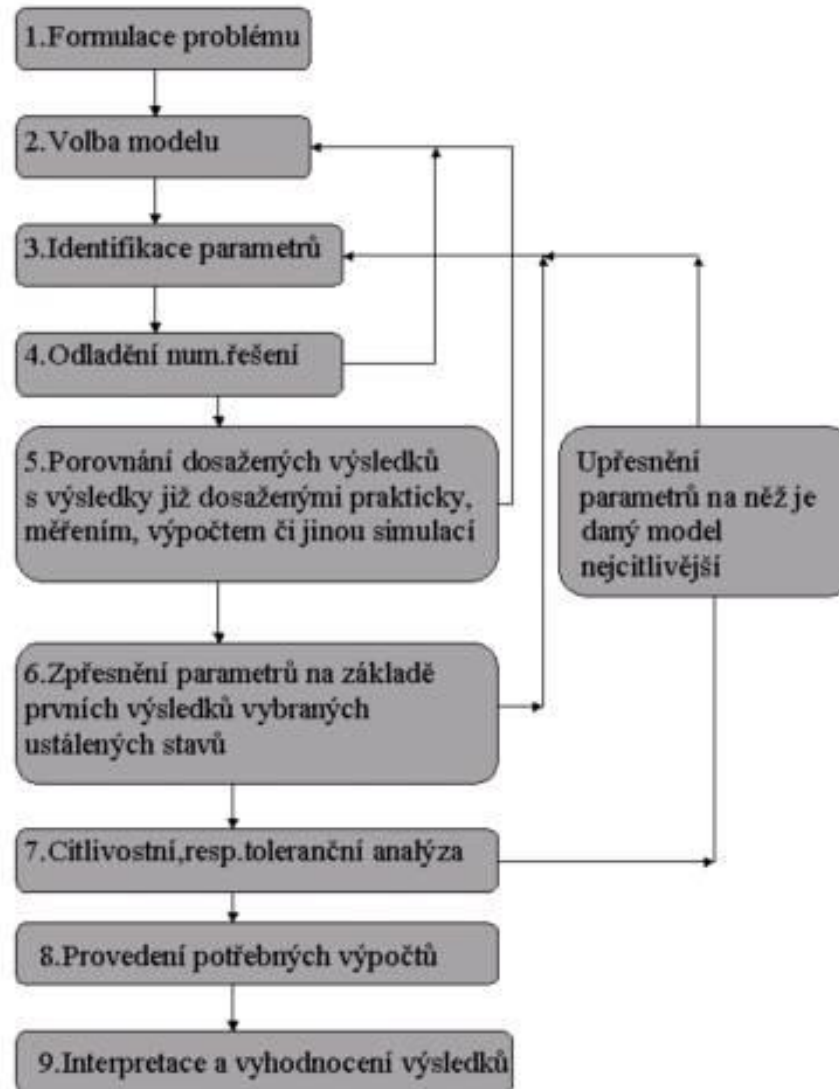 1.Formulace problému
2.Volba modelu
3.Identifikace parametrů
4.Odladění num.řešení
5.Porovnání dosažených výsledků
s výsledky již dosaženými prakticky,
měřením, výpočtem či jinou simulací
Upřesnění
parametrů na něž je
daný model
nejcitlivější
6.Zpřesnění parametrů na základě
prvních výsledků vybraných
ustálených stavů
7.Citlivostní,resp.toleranční analýza
8.Provedení potřebných výpočtů
9.Interpretace a vyhodnocení výsledků